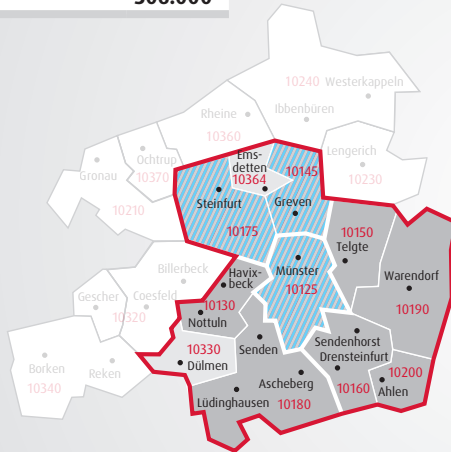 308.000
10240 Westerkappeln
Ibbenbüren
Rheine
10360
Lengerich
10230
Ochtrup
10370
Gronau
10210
Ems-
detten
10364
10145
Steinfurt
Greven
10175
10150
Telgte
Billerbeck
Havix-
beck
Münster
10125
Warendorf
10190
Gescher
Coesfeld
10320
10130
Nottuln
Senden
Sendenhorst
Drensteinfurt
10330
Dülmen
Borken
10340
Reken
Ascheberg
10160
10200
Ahlen
Lüdinghausen
10180